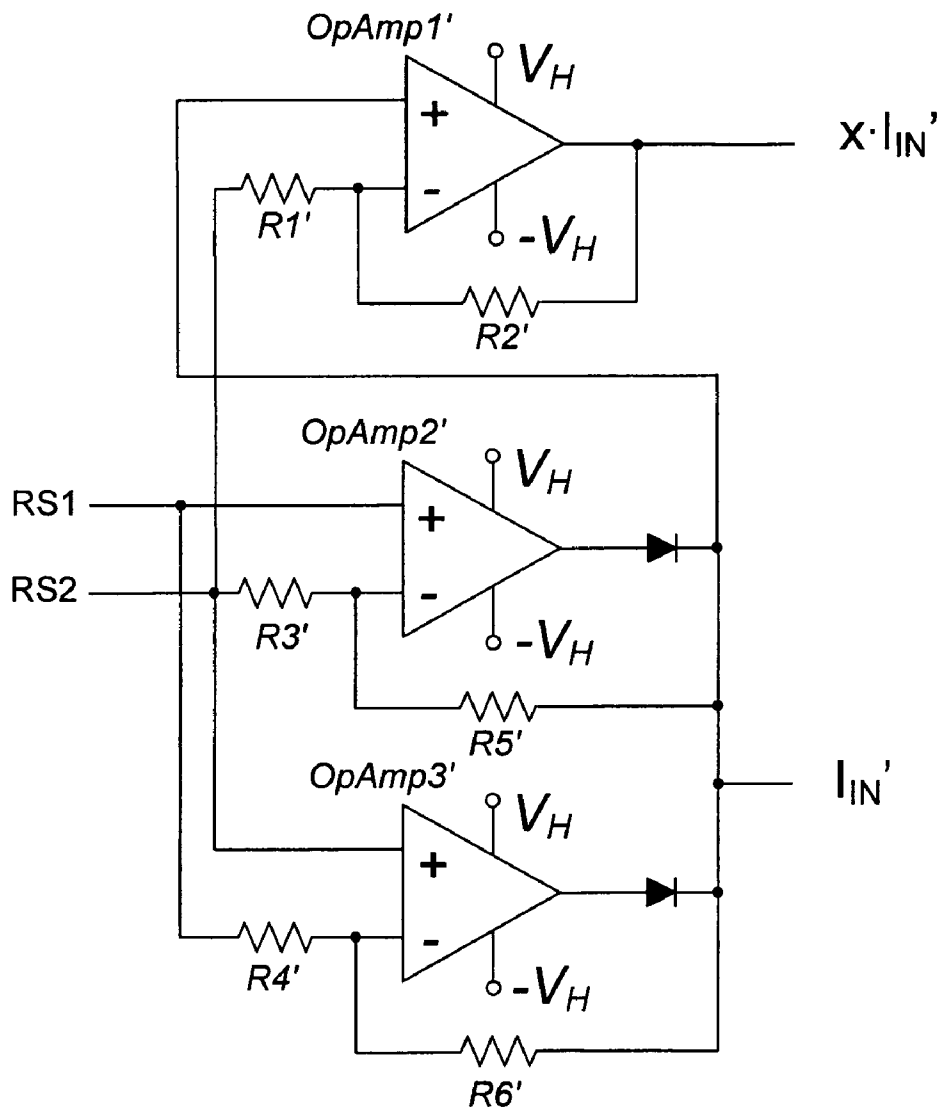 OpAmp1'
V_H
x·I_IN'
+
-
R1'
-V_H
R2'
OpAmp2'
V_H
RS1
+
RS2
-
R3'
-V_H
R5'
OpAmp3'
V_H
I_IN'
+
-
R4'
-V_H
R6'